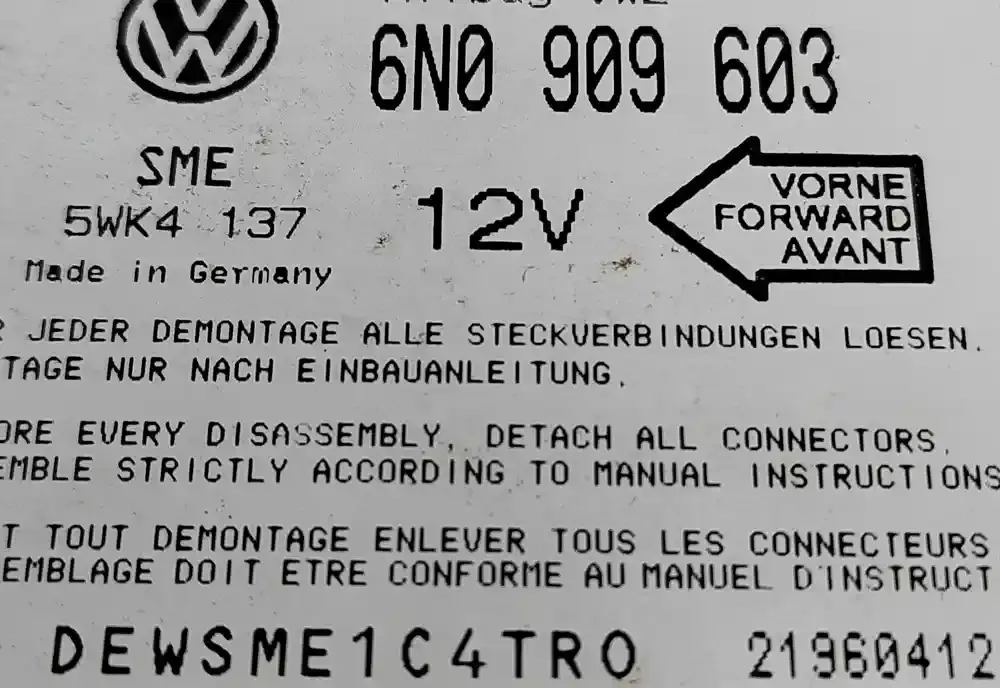 6N0 909 603
SME
5WK4 137
12V
Made in Germany
VORNE
FORWARD
AVANT
JEDER DEMONTAGE ALLE STECKVERBINDUNGEN LOESEN.
TAGE NUR NACH EINBAUANLEITUNG.
ORE EVERY DISASSEMBLY, DETACH ALL CONNECTORS.
EMBLE STRICTLY ACCORDING TO MANUAL INSTRUCTIONS
T TOUT DEMONTAGE ENLEVER TOUS LES CONNECTEURS
EMBLAGE DOIT ETRE CONFORME AU MANUEL D'INSTRUCT
DEWSME1C4TRO
21960412